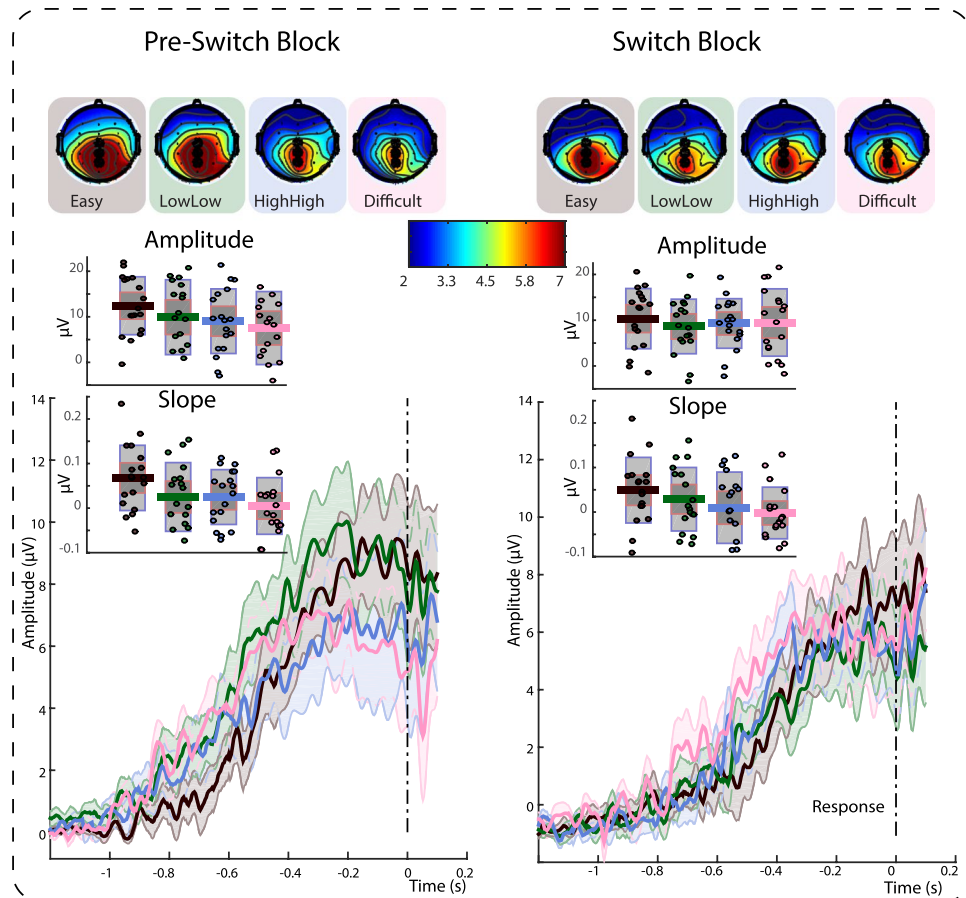 Pre-Switch Block
Switch Block
Easy LowLow HighHigh Difficult
Easy LowLow HighHigh Difficult
2 3.3 4.5 5.8 7
Amplitude
20
10
0
µV
Slope
0.2
0.1
0
-0.1
µV
14
12
10
8
6
4
2
0
Amplitude (µV)
-1 -0.8 -0.6 -0.4 -0.2 0 0.2
Time (s)
Amplitude
20
10
0
µV
Slope
0.2
0.1
0
-0.1
µV
14
12
10
8
6
4
2
0
Amplitude (µV)
Response
-1 -0.8 -0.6 -0.4 -0.2 0 0.2
Time (s)